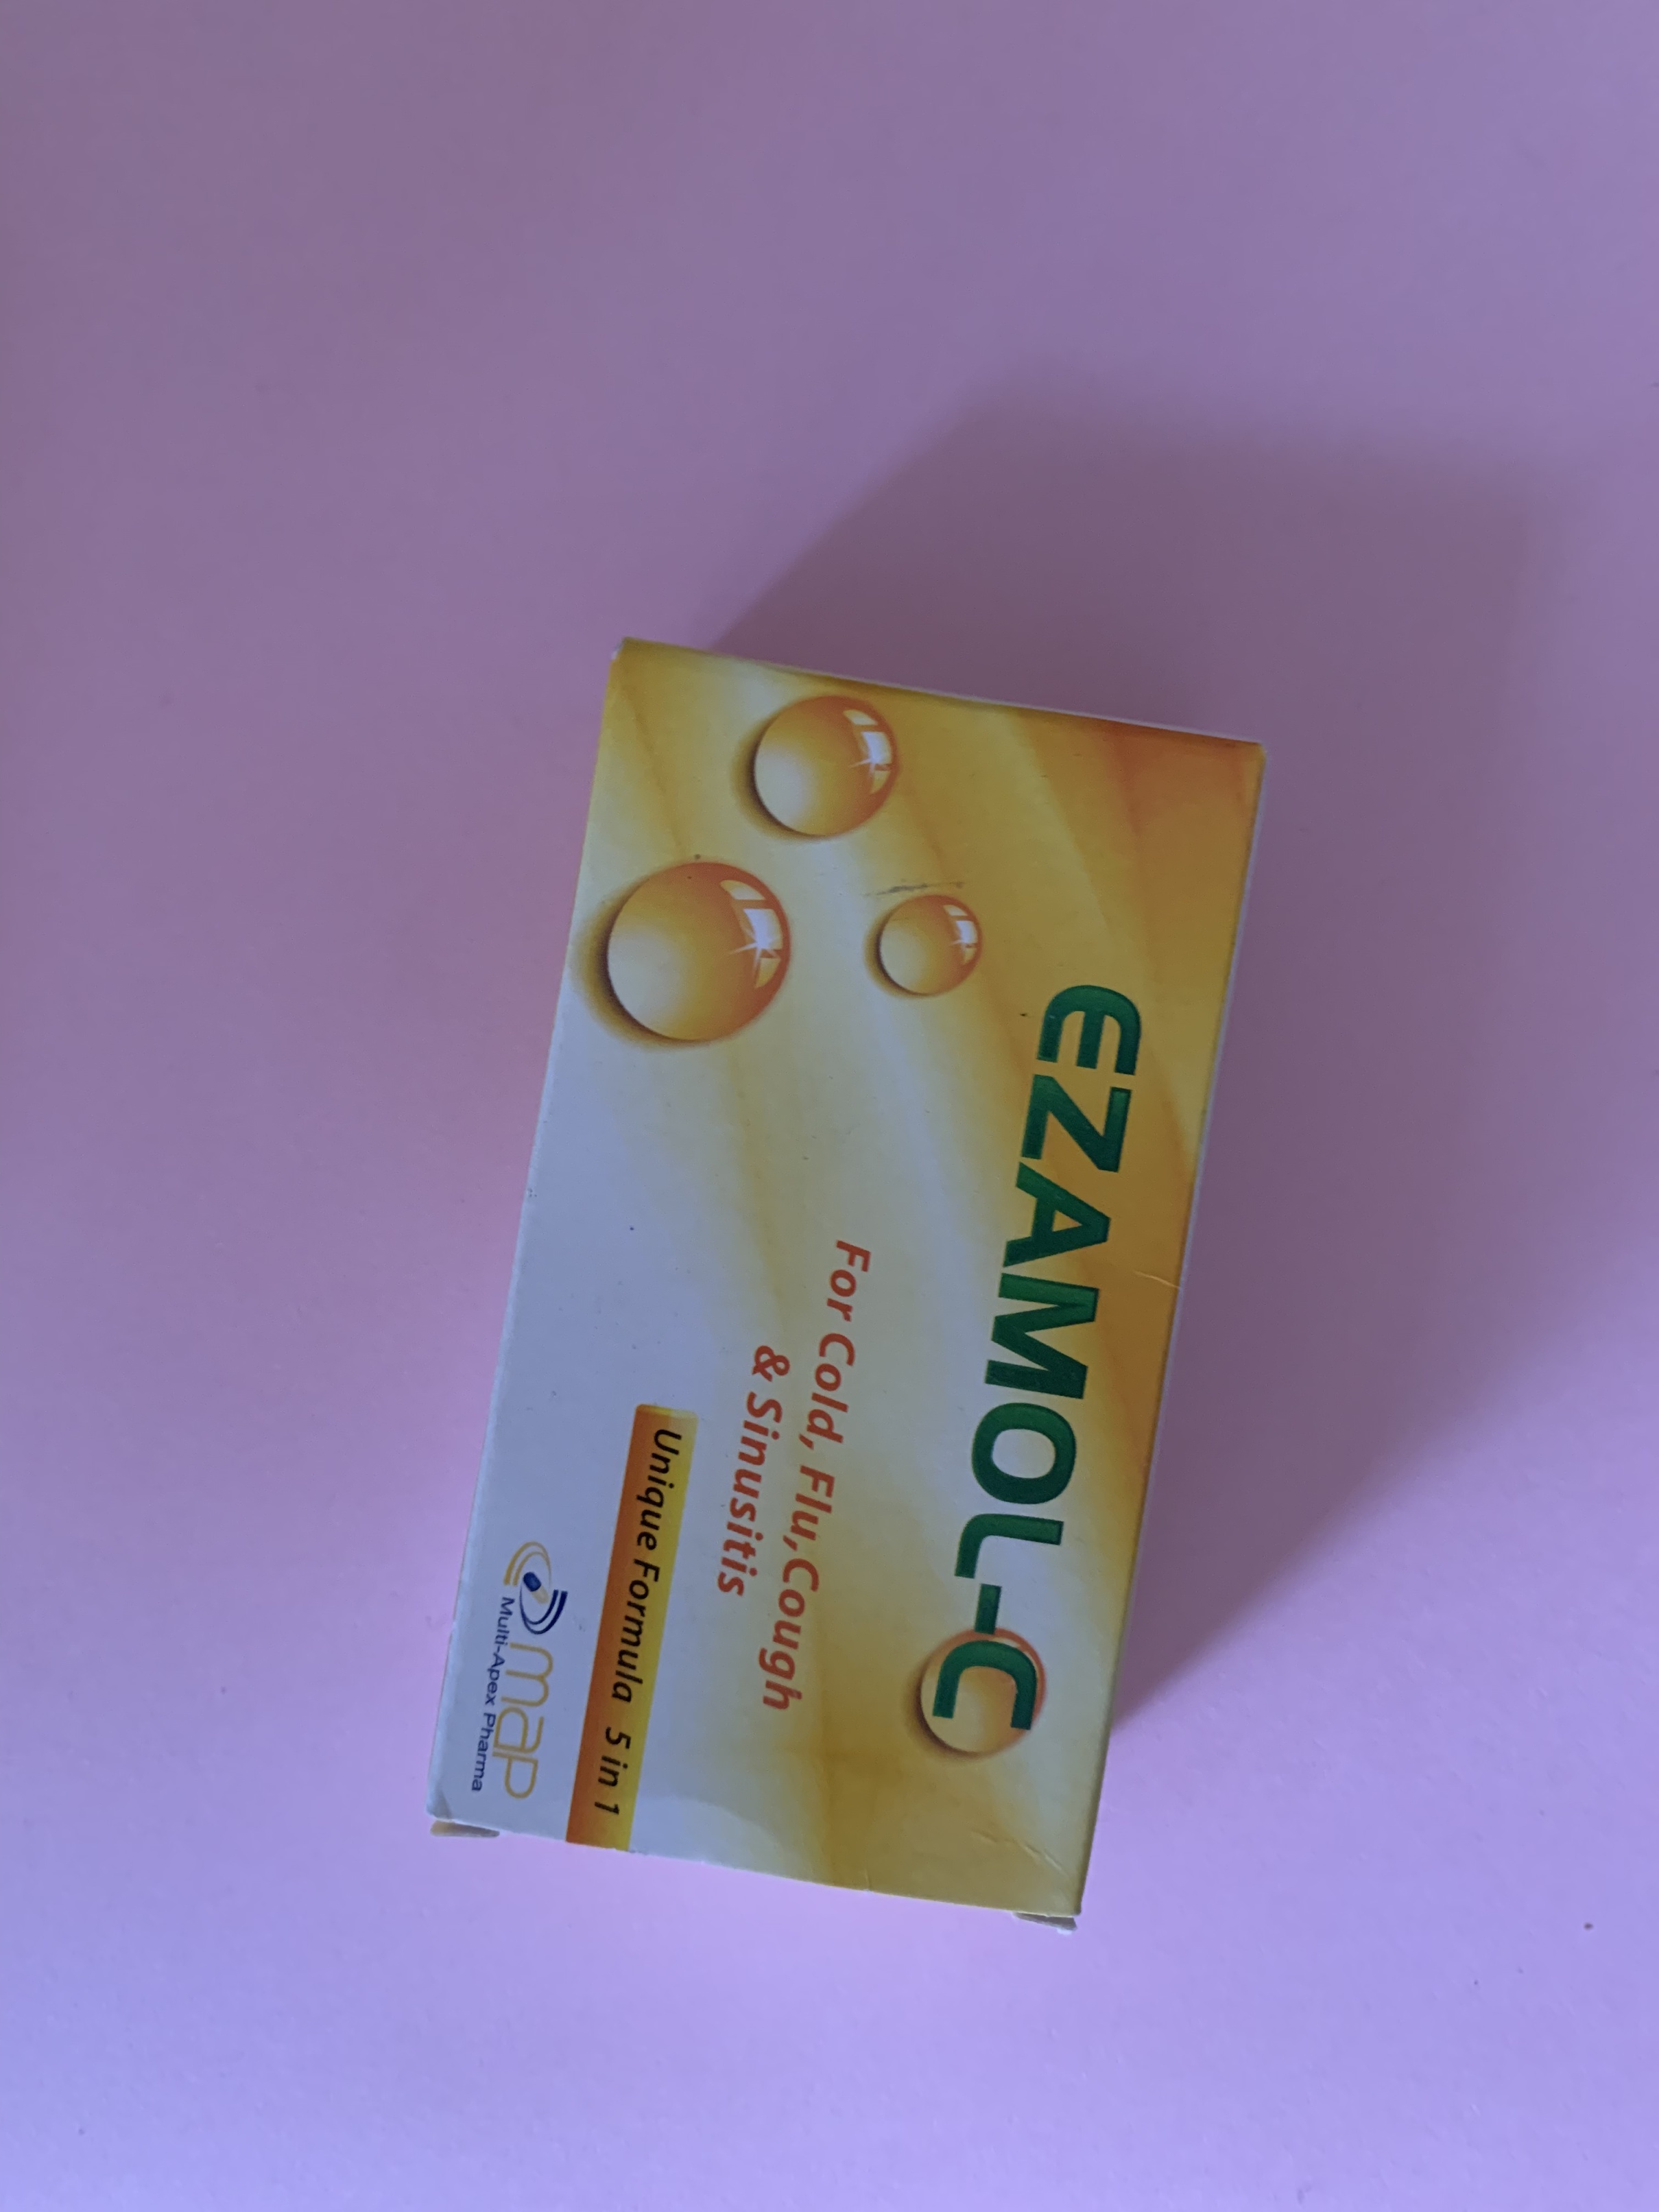 EZAMOL-C
For Cold, Flu,Cough
& Sinusitis
Unique Formula 5 in 1
map
Multi-Apex Pharma